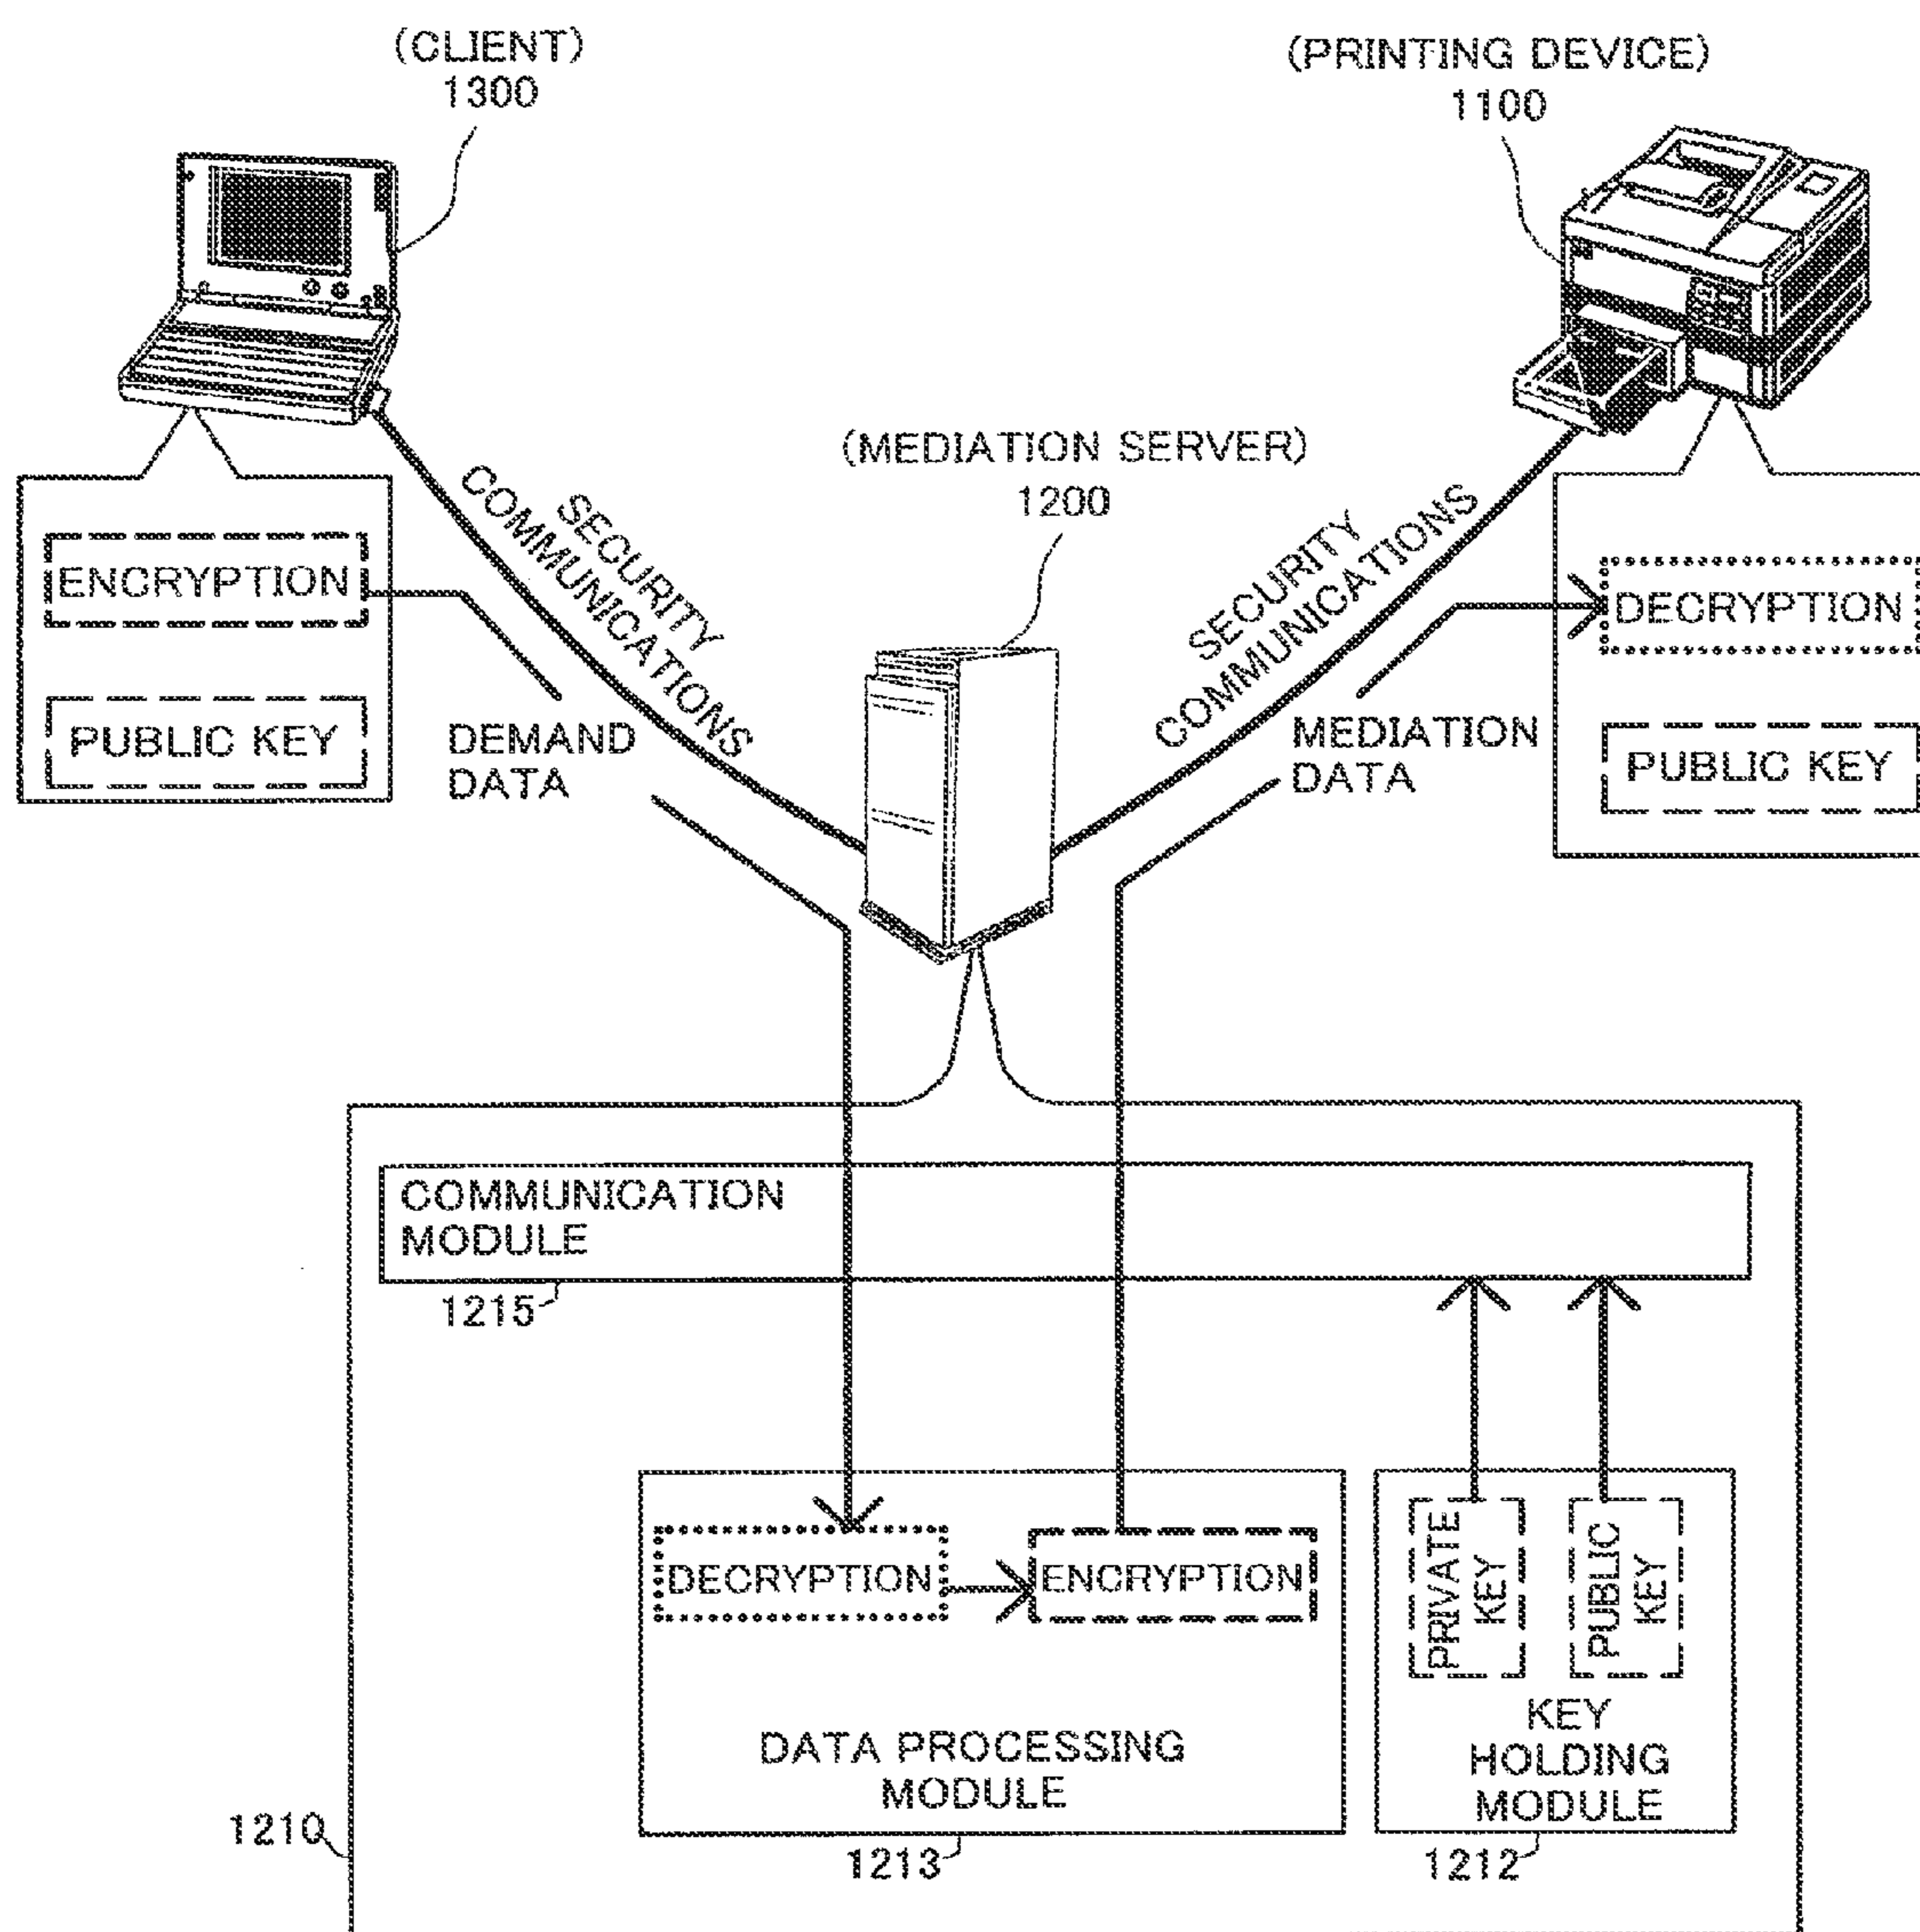 (CLIENT)
1300
(PRINTING DEVICE)
1100
(MEDIATION SERVER)
1200
SECURITY
COMMUNICATIONS
SECURITY
COMMUNICATIONS
ENCRYPTION
PUBLIC KEY
DEMAND
DATA
MEDIATION
DATA
DECRYPTION
PUBLIC KEY
COMMUNICATION
MODULE
1215
DECRYPTION
ENCRYPTION
DATA PROCESSING
MODULE
1213
PRIVATE
KEY
PUBLIC
KEY
KEY
HOLDING
MODULE
1212
1210